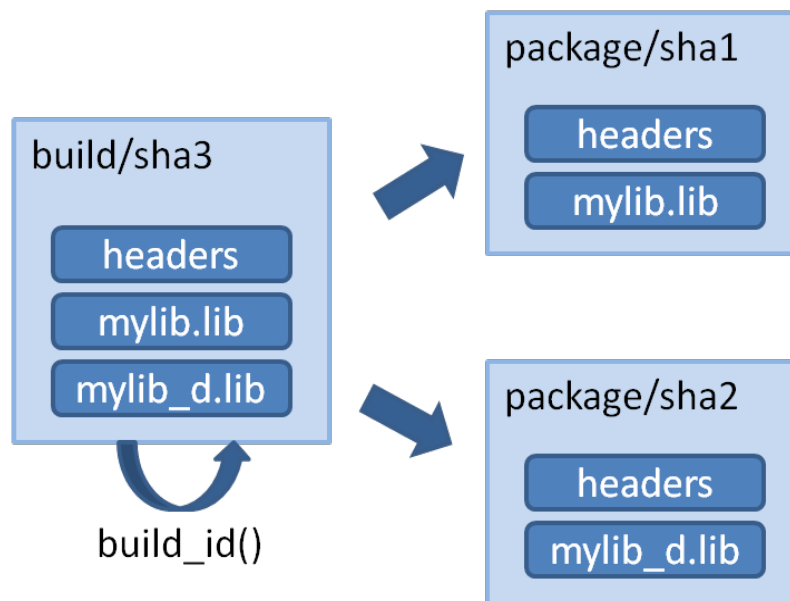 build/sha3
headers
mylib.lib
mylib_d.lib
build_id()
package/sha1
headers
mylib.lib
package/sha2
headers
mylib_d.lib